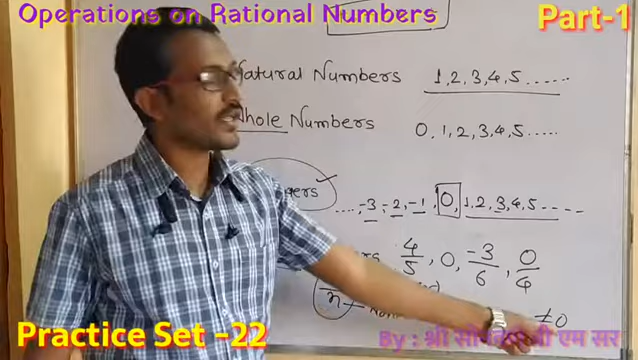 Operations on Rational Numbers
Part-1
Natural Numbers 1,2,3,4,5......
Whole Numbers 0,1,2,3,4,5.....
...., -3, -2, -1, 0, 1,2,3,4,5,....
4/5, 0, -3/6, 0/4
n
≠0
Practice Set -22
By : श्री एम सर